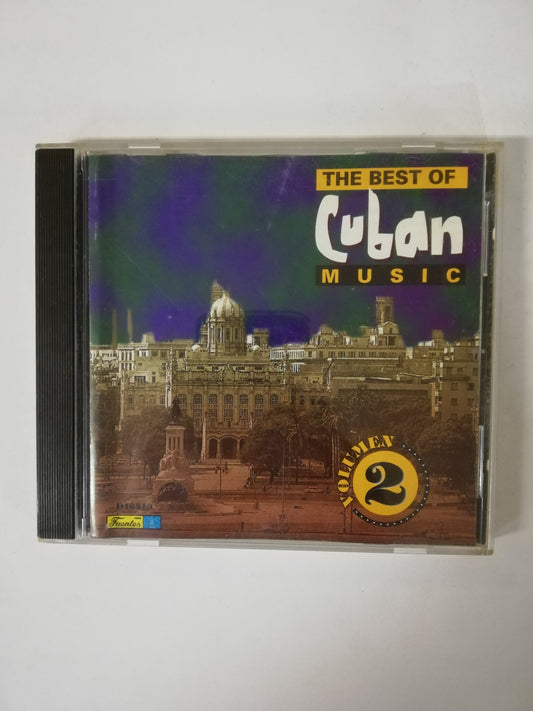 THE BEST OF
Cuban
MUSIC
VOLUMEN
2
Fuentes